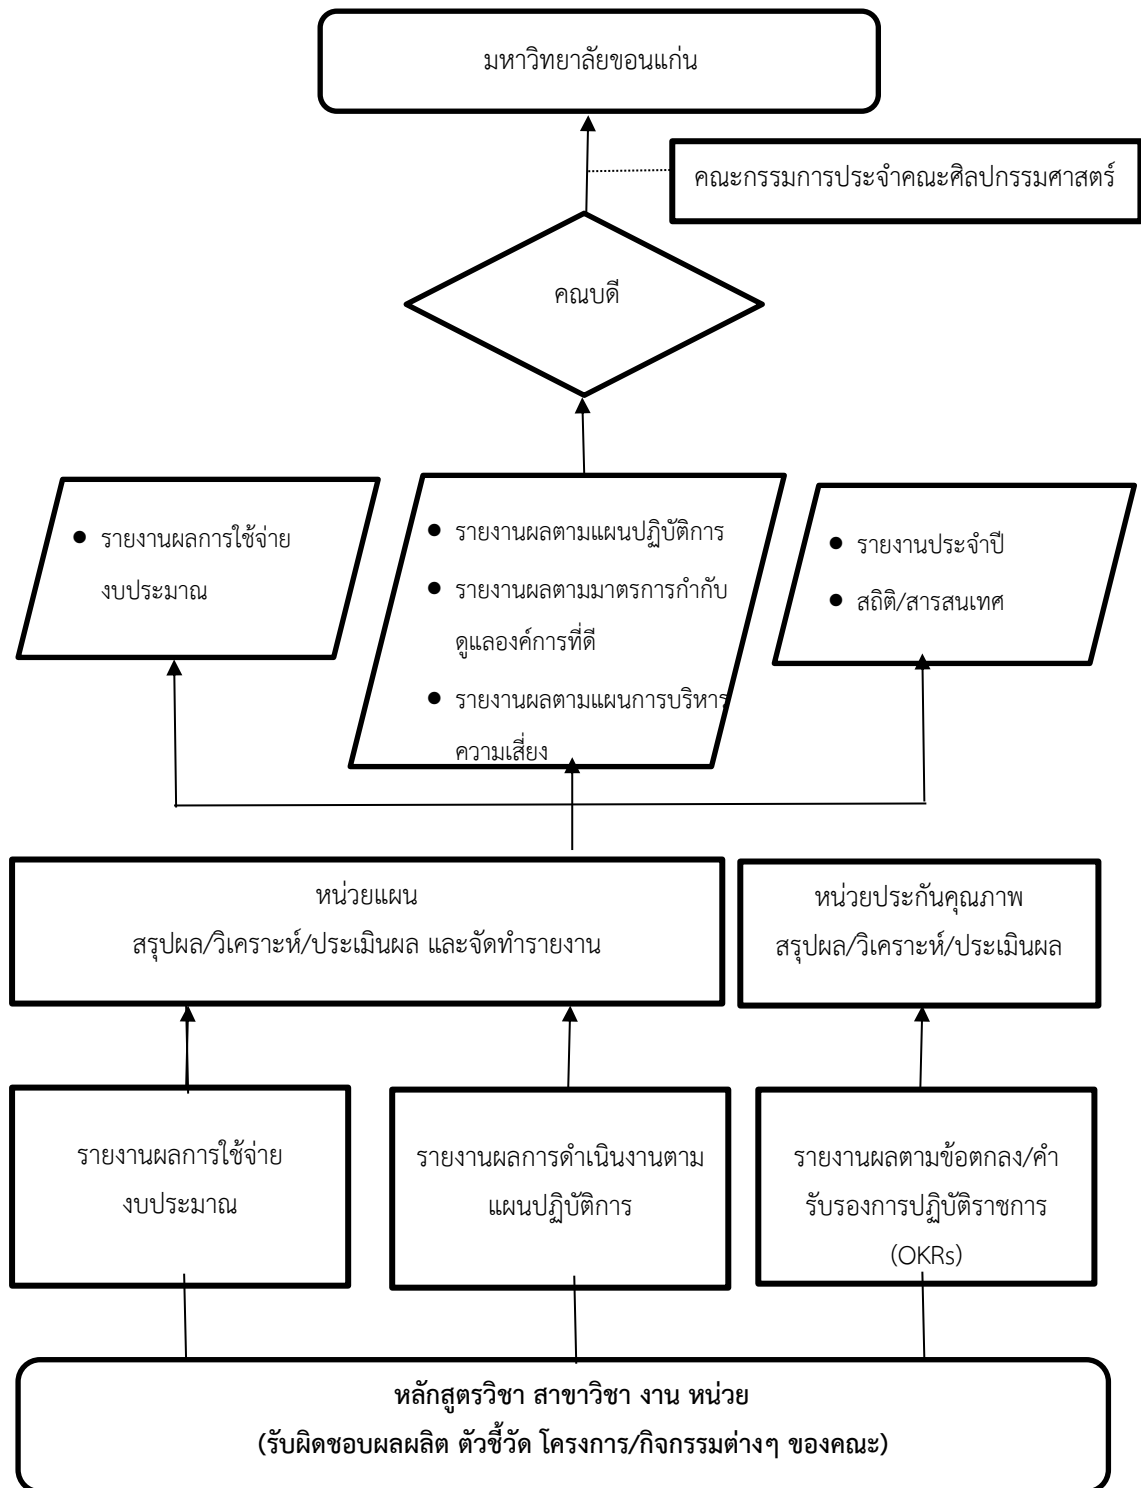 มหาวิทยาลัยขอนแก่น
คณะกรรมการประจำคณะศิลปกรรมศาสตร์
คณบดี
● รายงานผลการใช้จ่าย
งบประมาณ
● รายงานผลตามแผนปฏิบัติการ
● รายงานผลตามมาตรการกำกับ
ดูแลองค์การที่ดี
● รายงานผลตามแผนการบริหาร
ความเสี่ยง
● รายงานประจำปี
● สถิติ/สารสนเทศ
หน่วยแผน
สรุปผล/วิเคราะห์/ประเมินผล และจัดทำรายงาน
หน่วยประกันคุณภาพ
สรุปผล/วิเคราะห์/ประเมินผล
รายงานผลการใช้จ่าย
งบประมาณ
รายงานผลการดำเนินงานตาม
แผนปฏิบัติการ
รายงานผลตามข้อตกลง/คำ
รับรองการปฏิบัติราชการ
(OKRs)
หลักสูตรวิชา สาขาวิชา งาน หน่วย
(รับผิดชอบผลผลิต ตัวชี้วัด โครงการ/กิจกรรมต่างๆ ของคณะ)